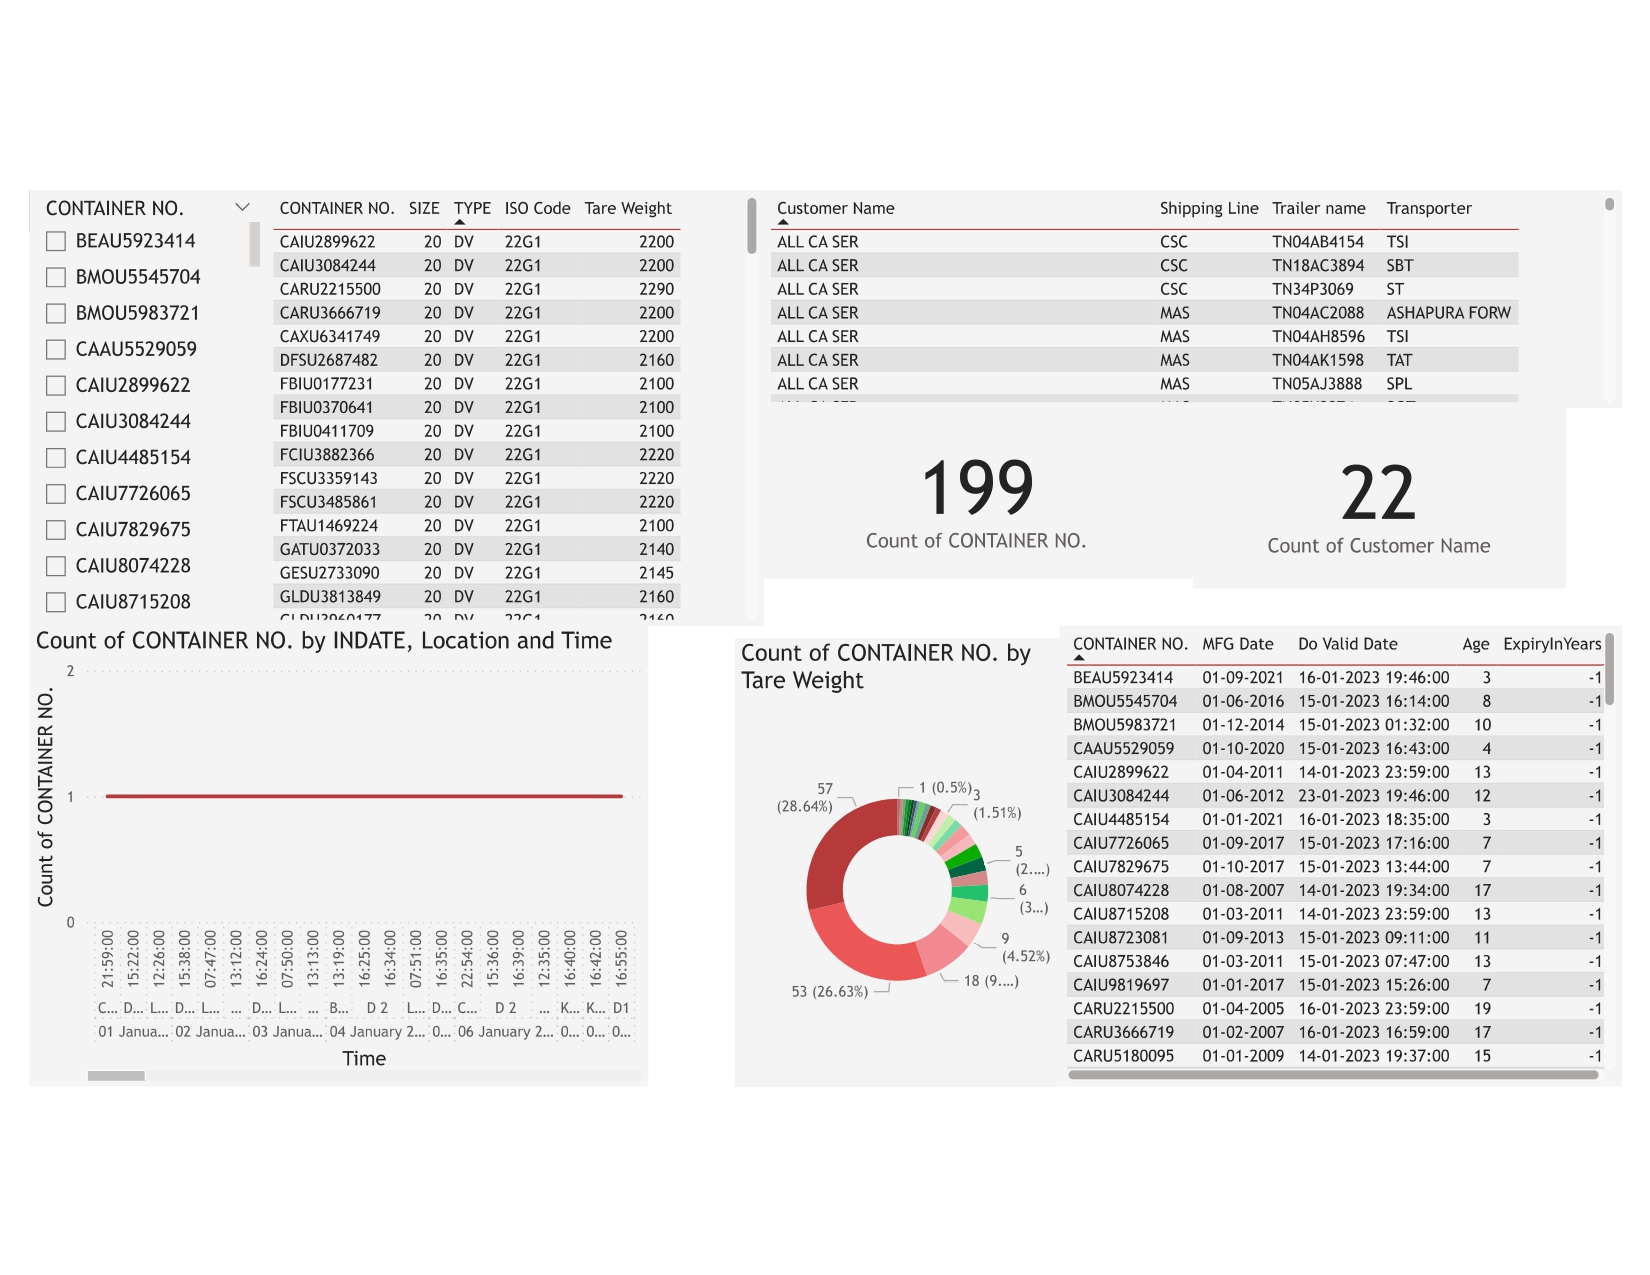 CONTAINER NO.
BEAU5923414
BMOU5545704
BMOU5983721
CAAU5529059
CAIU2899622
CAIU3084244
CAIU4485154
CAIU7726065
CAIU7829675
CAIU8074228
CAIU8715208
CONTAINER NO. SIZE TYPE ISO Code Tare Weight
CAIU2899622 20 DV 22G1 2200
CAIU3084244 20 DV 22G1 2200
CARU2215500 20 DV 22G1 2290
CARU3666719 20 DV 22G1 2200
CAXU6341749 20 DV 22G1 2200
DFSU2687482 20 DV 22G1 2160
FBIU0177231 20 DV 22G1 2100
FBIU0370641 20 DV 22G1 2100
FBIU0411709 20 DV 22G1 2100
FCIU3882366 20 DV 22G1 2220
FSCU3359143 20 DV 22G1 2220
FSCU3485861 20 DV 22G1 2220
FTAU1469224 20 DV 22G1 2100
GATU0372033 20 DV 22G1 2140
GESU2733090 20 DV 22G1 2145
GLDU3813849 20 DV 22G1 2160
Customer Name Shipping Line Trailer name Transporter
ALL CA SER CSC TN04AB4154 TSI
ALL CA SER CSC TN18AC3894 SBT
ALL CA SER CSC TN34P3069 ST
ALL CA SER MAS TN04AC2088 ASHAPURA FORW
ALL CA SER MAS TN04AH8596 TSI
ALL CA SER MAS TN04AK1598 TAT
ALL CA SER MAS TN05AJ3888 SPL
199
Count of CONTAINER NO.
22
Count of Customer Name
Count of CONTAINER NO. by INDATE, Location and Time
Count of CONTAINER NO.
2
1
0
21:59:00 15:22:00 12:26:00 15:38:00 07:47:00 13:12:00 16:24:00 07:50:00 13:13:00 13:19:00 16:25:00 16:34:00 07:51:00 16:35:00 22:54:00 15:36:00 16:39:00 12:35:00 16:40:00 16:42:00 16:55:00
C... D... L... D... L... ... D... L... ... B... D 2 L... D... C... D 2 ... K... K... D1
01 Janua... 02 Janua... 03 Janua... 04 January 2... 06 January 2... 0... 0... 0...
Time
Count of CONTAINER NO. by
Tare Weight
57
(28.64%)
1 (0.5%)
3
(1.51%)
5
(2....)
6
(3...)
9
(4.52%)
18 (9....)
53 (26.63%)
CONTAINER NO. MFG Date Do Valid Date Age ExpiryInYears
BEAU5923414 01-09-2021 16-01-2023 19:46:00 3 -1
BMOU5545704 01-06-2016 15-01-2023 16:14:00 8 -1
BMOU5983721 01-12-2014 15-01-2023 01:32:00 10 -1
CAAU5529059 01-10-2020 15-01-2023 16:43:00 4 -1
CAIU2899622 01-04-2011 14-01-2023 23:59:00 13 -1
CAIU3084244 01-06-2012 23-01-2023 19:46:00 12 -1
CAIU4485154 01-01-2021 16-01-2023 18:35:00 3 -1
CAIU7726065 01-09-2017 15-01-2023 17:16:00 7 -1
CAIU7829675 01-10-2017 15-01-2023 13:44:00 7 -1
CAIU8074228 01-08-2007 14-01-2023 19:34:00 17 -1
CAIU8715208 01-03-2011 14-01-2023 23:59:00 13 -1
CAIU8723081 01-09-2013 15-01-2023 09:11:00 11 -1
CAIU8753846 01-03-2011 15-01-2023 07:47:00 13 -1
CAIU9819697 01-01-2017 15-01-2023 15:26:00 7 -1
CARU2215500 01-04-2005 16-01-2023 23:59:00 19 -1
CARU3666719 01-02-2007 16-01-2023 16:59:00 17 -1
CARU5180095 01-01-2009 14-01-2023 19:37:00 15 -1